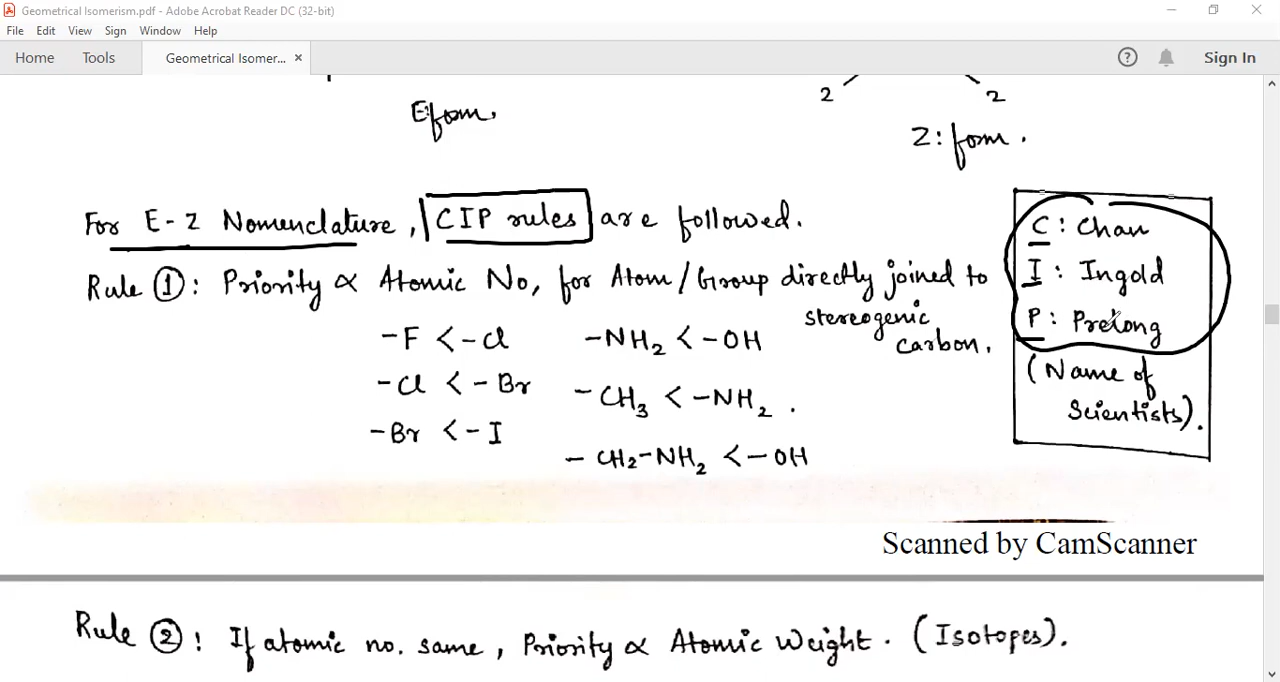 Geometrical Isomerism.pdf - Adobe Acrobat Reader DC (32-bit)
File Edit View Sign Window Help
Home Tools Geometrical Isomer... × ? Sign In
2 2
E form.
Z : form.
For E-Z Nomenclature, CIP rules are followed.
Rule ①: Priority ∝ Atomic No, for Atom/Group directly joined to
stereogenic
carbon.
-F < -Cl -NH₂ < -OH
-Cl < -Br -CH₃ < -NH₂ .
-Br < -I
- CH₂-NH₂ < -OH
C : Chan
I : Ingold
P : Prelong
(Name of
Scientists).
Scanned by CamScanner
Rule ②: If atomic no. same, Priority ∝ Atomic Weight. (Isotopes).